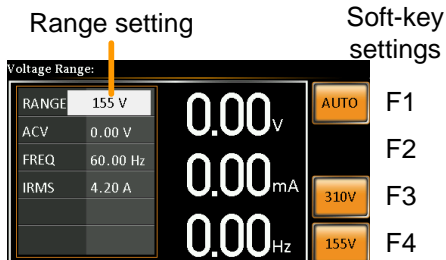 Range setting
Soft-key
settings
Voltage Range:
RANGE 155 V
ACV 0.00 V
FREQ 60.00 Hz
IRMS 4.20 A
0.00V
0.00mA
0.00Hz
AUTO F1
F2
310V F3
155V F4